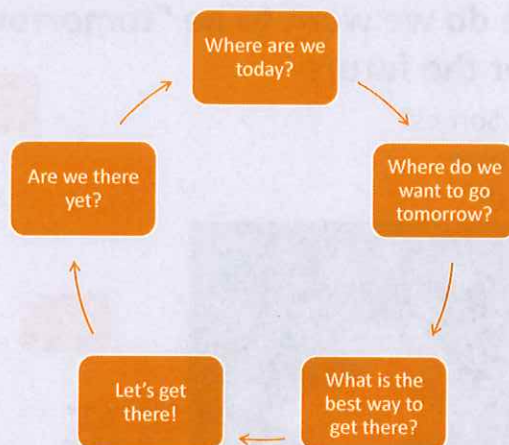 Where are we
today?
Where do we
want to go
tomorrow?
What is the
best way to
get there?
Let's get
there!
Are we there
yet?